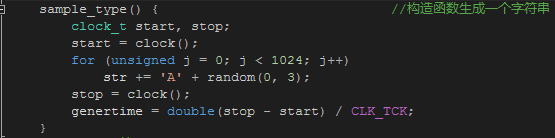 sample_type() { //构造函数生成一个字符串
clock_t start, stop;
start = clock();
for (unsigned j = 0; j < 1024; j++)
str += 'A' + random(0, 3);
stop = clock();
genertime = double(stop - start) / CLK_TCK;
}